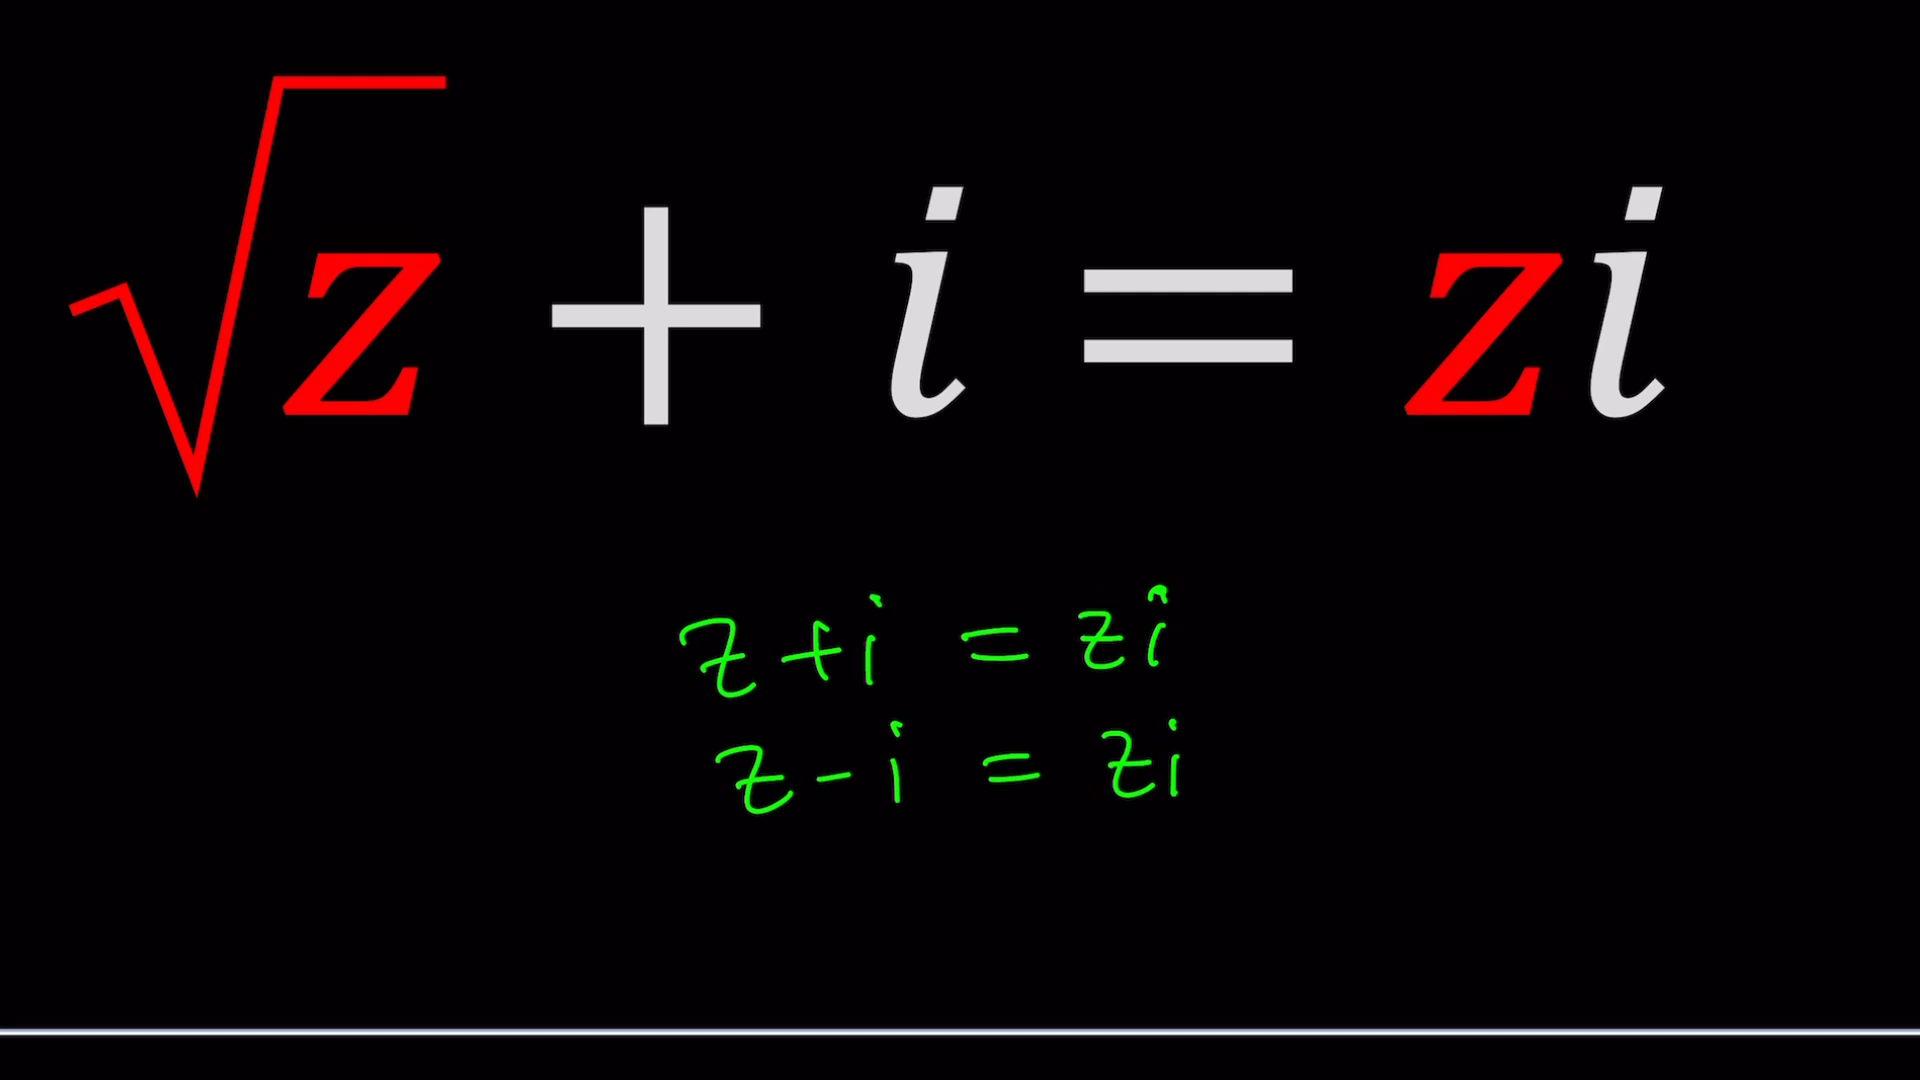 √z + i = zi
z + i = zi
z - i = zi